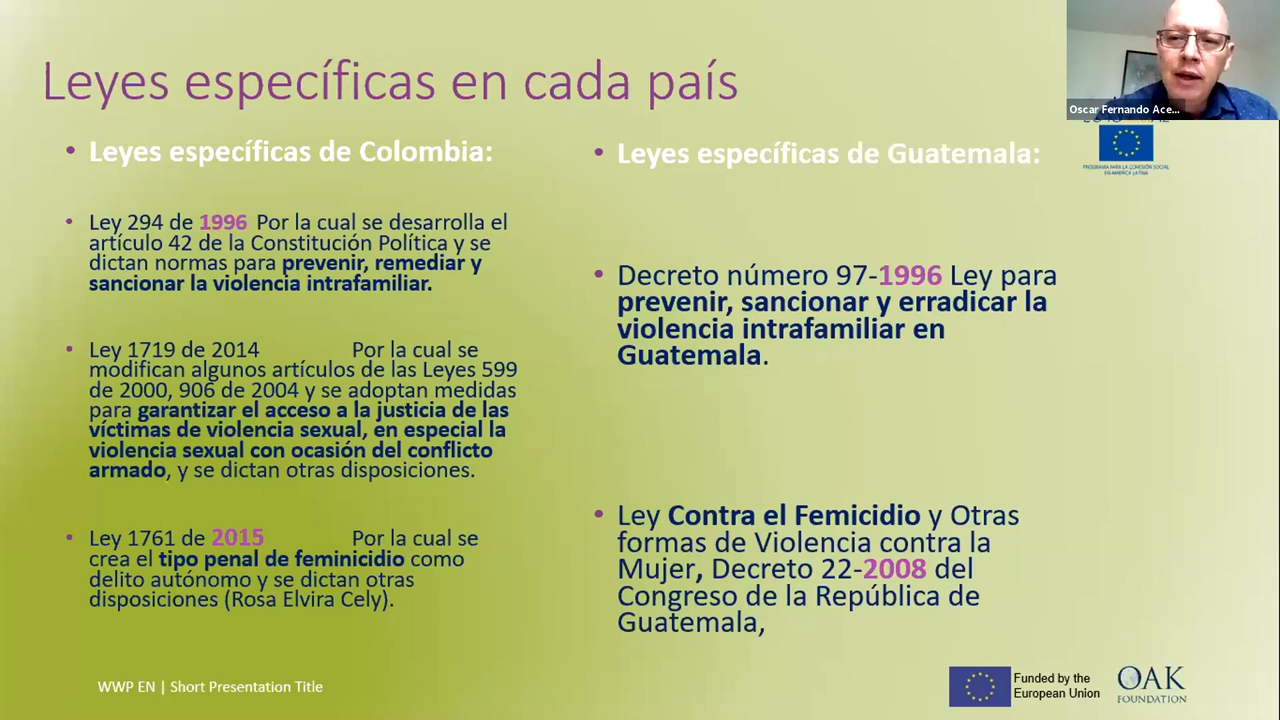 Leyes específicas en cada país
• Leyes específicas de Colombia:
• Ley 294 de 1996 Por la cual se desarrolla el
artículo 42 de la Constitución Política y se
dictan normas para prevenir, remediar y
sancionar la violencia intrafamiliar.
• Ley 1719 de 2014 Por la cual se
modifican algunos artículos de las Leyes 599
de 2000, 906 de 2004 y se adoptan medidas
para garantizar el acceso a la justicia de las
víctimas de violencia sexual, en especial la
violencia sexual con ocasión del conflicto
armado, y se dictan otras disposiciones.
• Ley 1761 de 2015 Por la cual se
crea el tipo penal de feminicidio como
delito autónomo y se dictan otras
disposiciones (Rosa Elvira Cely).
• Leyes específicas de Guatemala:
• Decreto número 97-1996 Ley para
prevenir, sancionar y erradicar la
violencia intrafamiliar en
Guatemala.
• Ley Contra el Femicidio y Otras
formas de Violencia contra la
Mujer, Decreto 22-2008 del
Congreso de la República de
Guatemala,
Oscar Fernando Ace...
PROGRAMA PARA LA COHESIÓN SOCIAL
EN AMÉRICA LATINA
WWP EN | Short Presentation Title
Funded by the
European Union
OAK
FOUNDATION